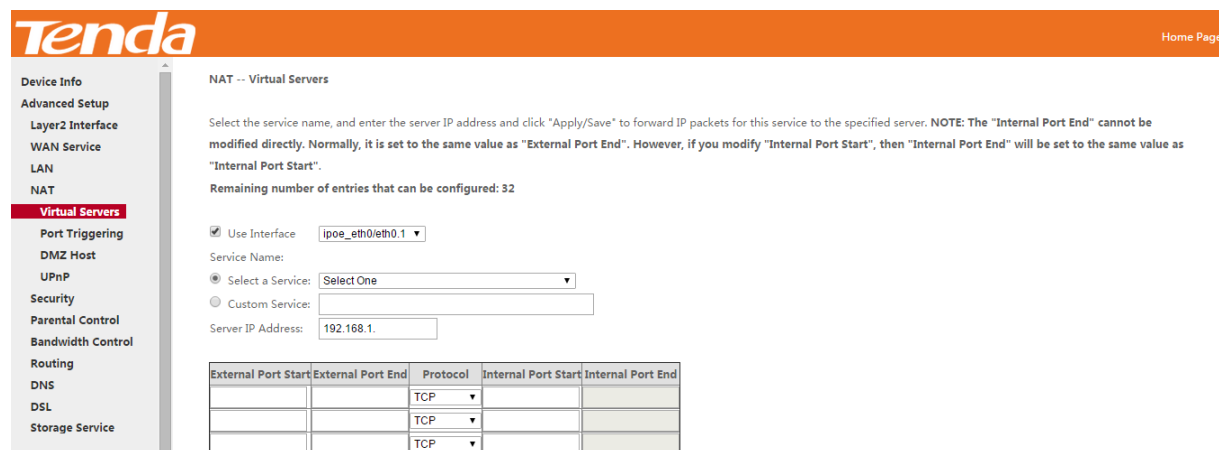 Tenda
Home Page
Device Info
Advanced Setup
Layer2 Interface
WAN Service
LAN
NAT
Virtual Servers
Port Triggering
DMZ Host
UPnP
Security
Parental Control
Bandwidth Control
Routing
DNS
DSL
Storage Service
NAT -- Virtual Servers
Select the service name, and enter the server IP address and click "Apply/Save" to forward IP packets for this service to the specified server. NOTE: The "Internal Port End" cannot be
modified directly. Normally, it is set to the same value as "External Port End". However, if you modify "Internal Port Start", then "Internal Port End" will be set to the same value as
"Internal Port Start".
Remaining number of entries that can be configured: 32
Use Interface ipoe_eth0/eth0.1
Service Name:
Select a Service: Select One
Custom Service:
Server IP Address: 192.168.1.
External Port Start External Port End Protocol Internal Port Start Internal Port End
TCP
TCP
TCP